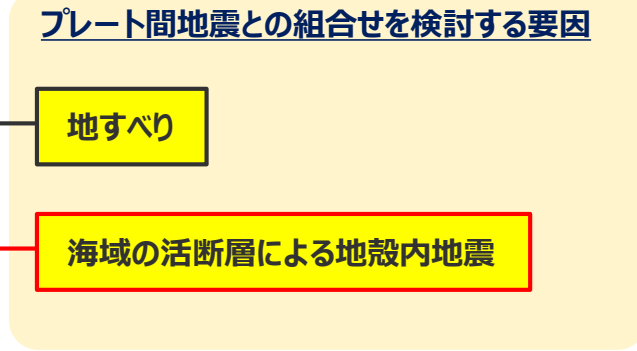 プレート間地震との組合せを検討する要因
地すべり
海域の活断層による地殻内地震